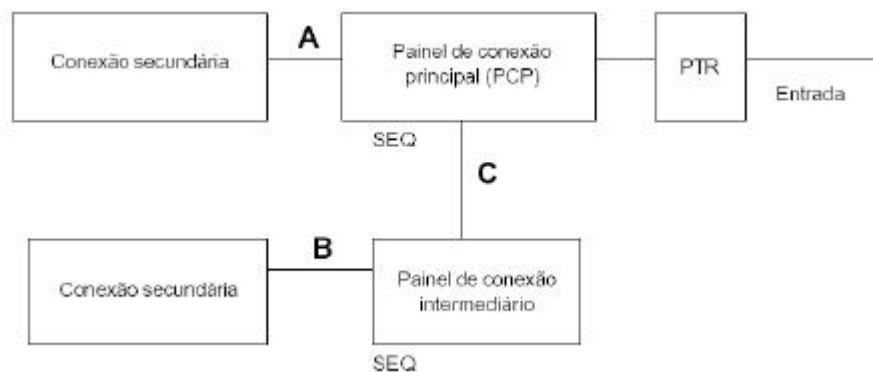 Conexão secundária
A
Painel de conexão
principal (PCP)
PTR
Entrada
SEQ
C
Conexão secundária
B
Painel de conexão
intermediário
SEQ